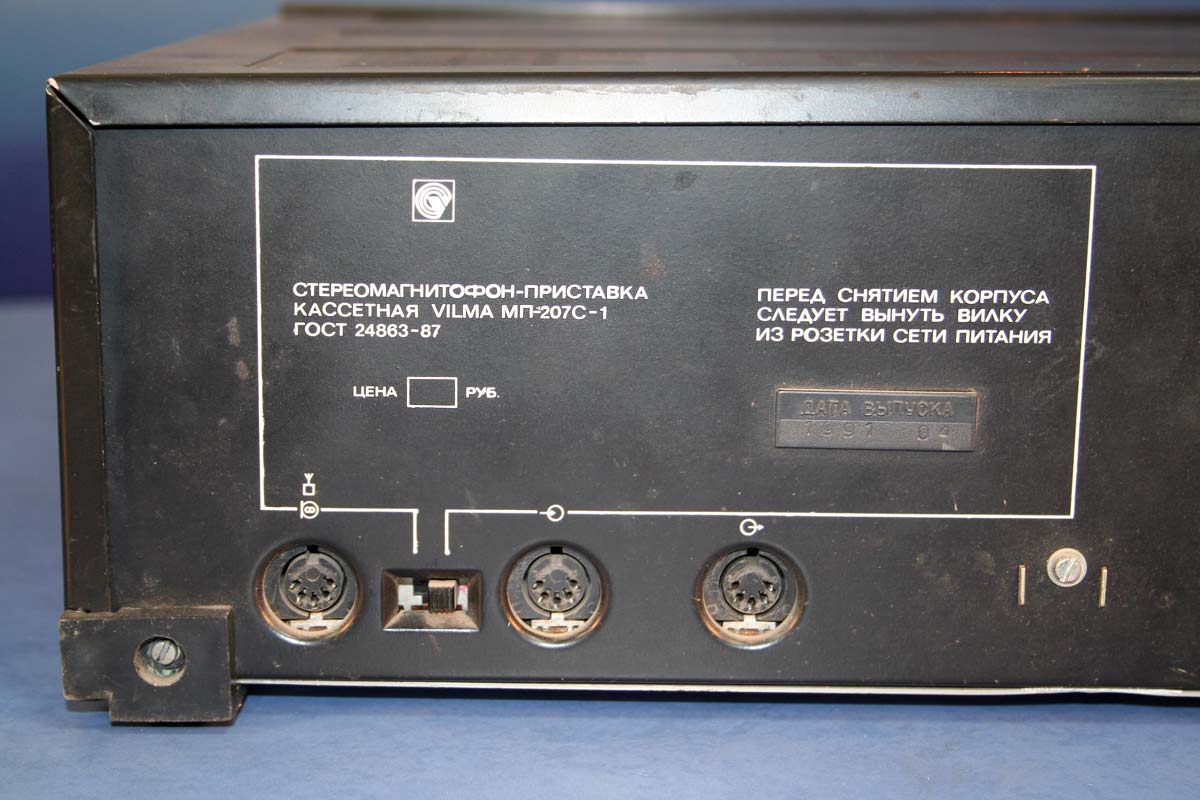 СТЕРЕОМАГНИТОФОН-ПРИСТАВКА
КАССЕТНАЯ VILMA МП-207С-1
ГОСТ 24863-87
ЦЕНА РУБ.
ПЕРЕД СНЯТИЕМ КОРПУСА
СЛЕДУЕТ ВЫНУТЬ ВИЛКУ
ИЗ РОЗЕТКИ СЕТИ ПИТАНИЯ
ДАТА ВЫПУСКА
1991 04